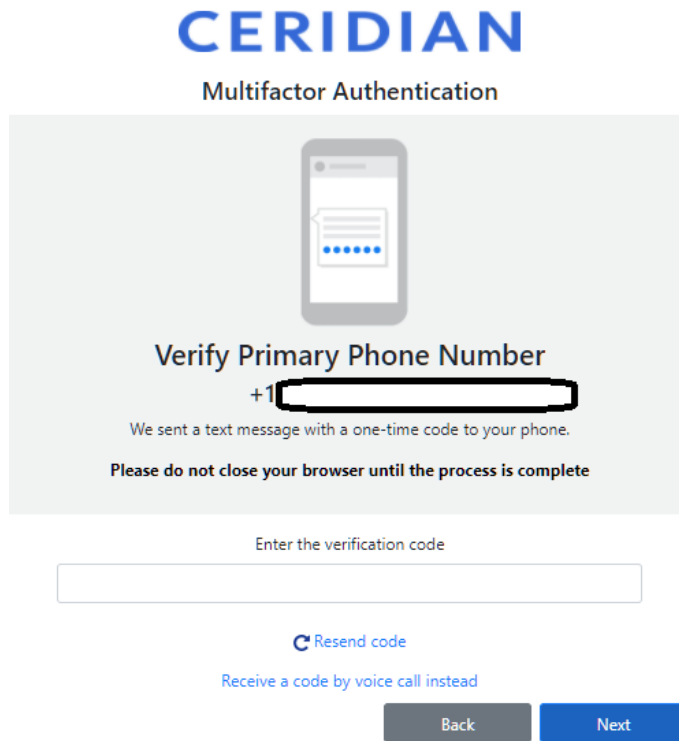 CERIDIAN
Multifactor Authentication
Verify Primary Phone Number
+1
We sent a text message with a one-time code to your phone.
Please do not close your browser until the process is complete
Enter the verification code
Resend code
Receive a code by voice call instead
Back Next